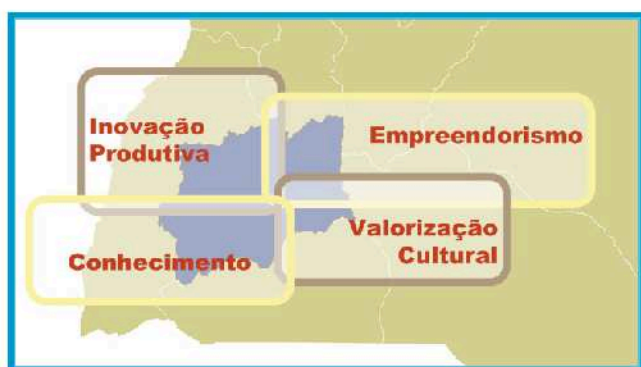 Inovação
Produtiva
Empreendorismo
Valorização
Cultural
Conhecimento